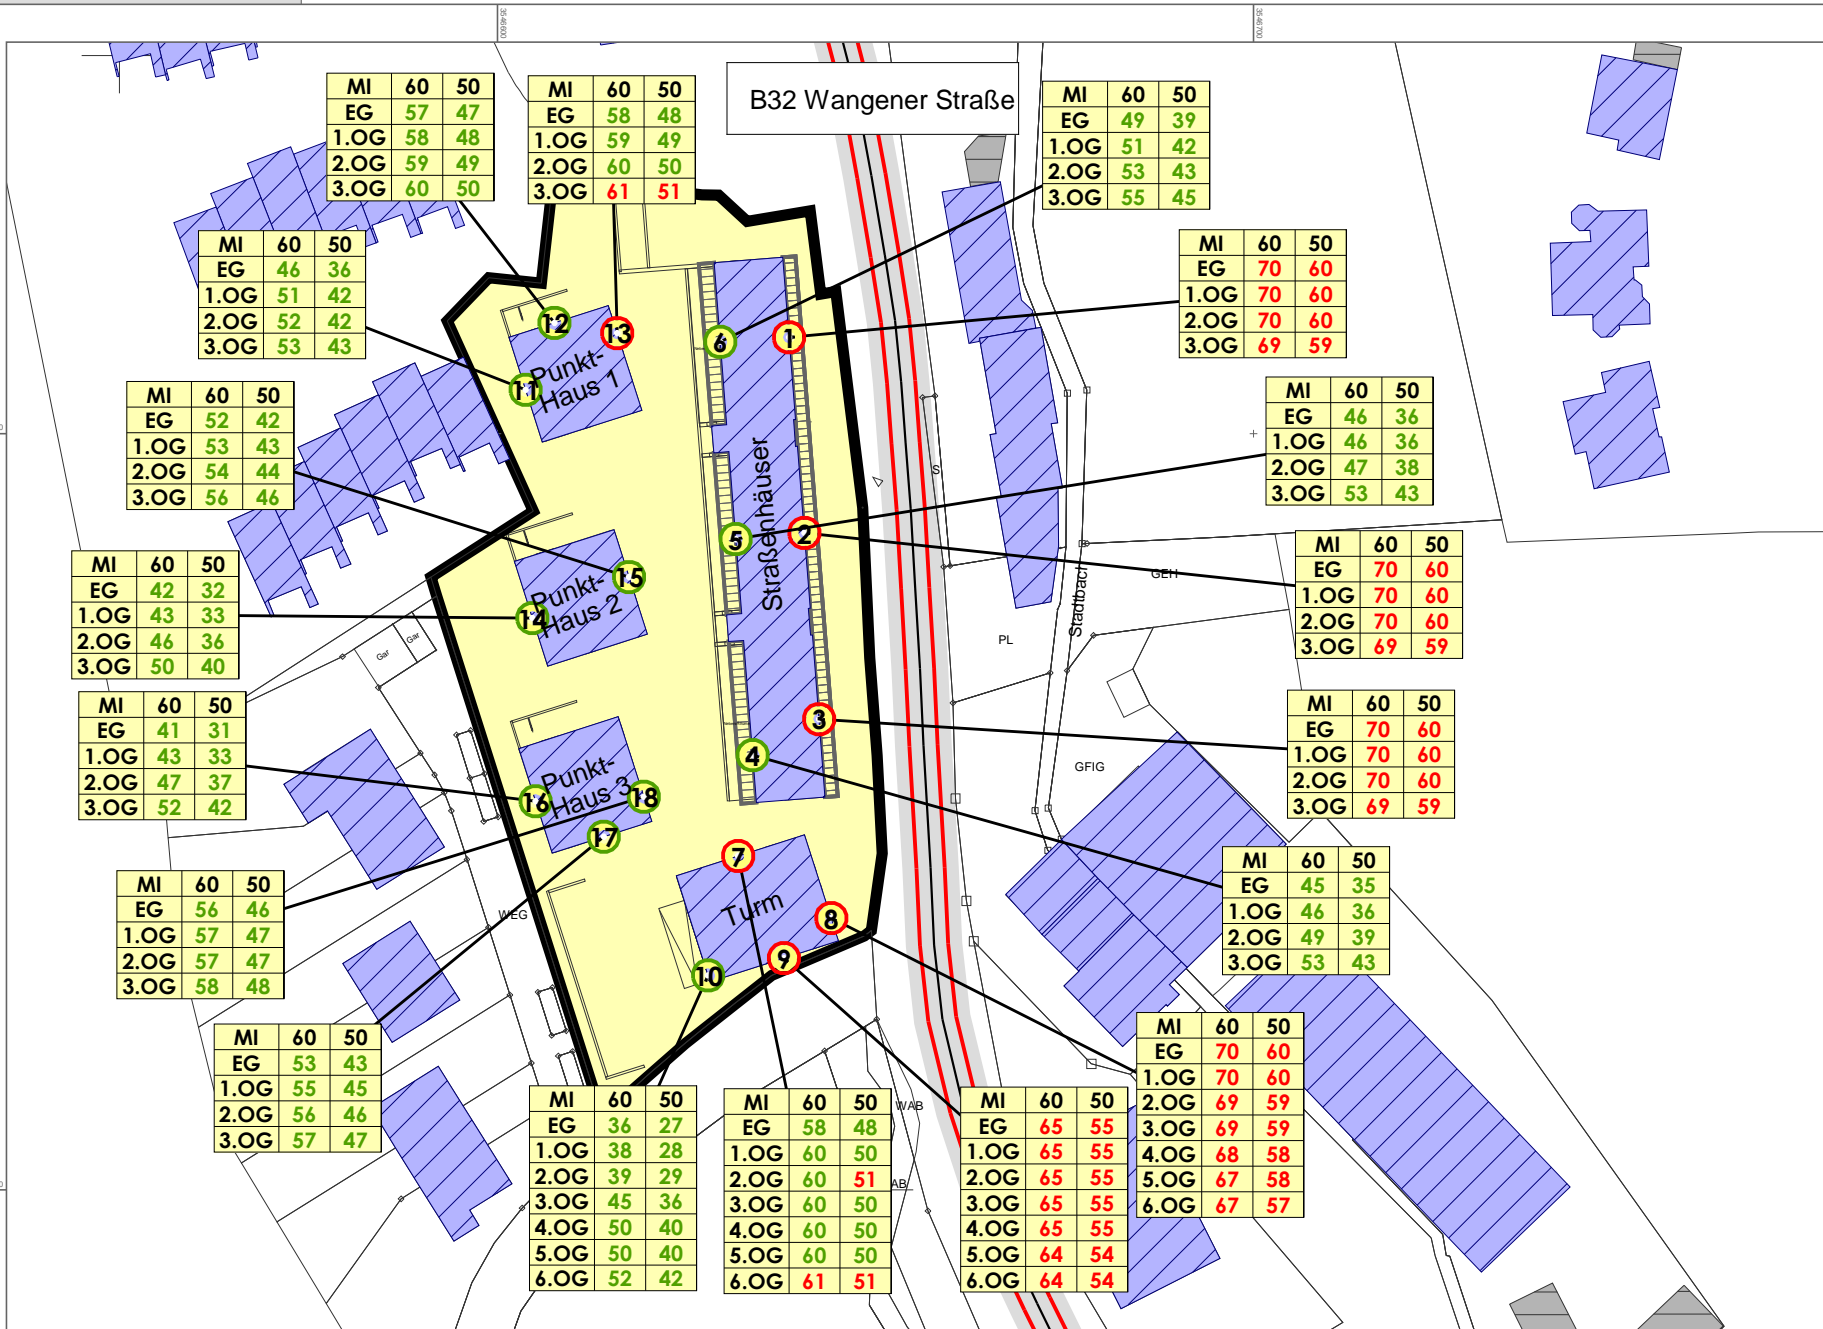 3546600
3546700
B32 Wangener Straße
MI 60 50
EG 57 47
1.OG 58 48
2.OG 59 49
3.OG 60 50
MI 60 50
EG 58 48
1.OG 59 49
2.OG 60 50
3.OG 61 51
MI 60 50
EG 49 39
1.OG 51 42
2.OG 53 43
3.OG 55 45
MI 60 50
EG 46 36
1.OG 51 42
2.OG 52 42
3.OG 53 43
MI 60 50
EG 70 60
1.OG 70 60
2.OG 70 60
3.OG 69 59
12
13
6
1
11
Punkt-
Haus 1
MI 60 50
EG 52 42
1.OG 53 43
2.OG 54 44
3.OG 56 46
MI 60 50
EG 46 36
1.OG 46 36
2.OG 47 38
3.OG 53 43
Straßenhäuser
S
5
2
MI 60 50
EG 42 32
1.OG 43 33
2.OG 46 36
3.OG 50 40
15
14
Punkt-
Haus 2
MI 60 50
EG 70 60
1.OG 70 60
2.OG 70 60
3.OG 69 59
GEH
Stadtbach
PL
Gar
Gar
MI 60 50
EG 41 31
1.OG 43 33
2.OG 47 37
3.OG 52 42
3
4
MI 60 50
EG 70 60
1.OG 70 60
2.OG 70 60
3.OG 69 59
GFIG
16
Punkt-
Haus 3
18
17
7
MI 60 50
EG 45 35
1.OG 46 36
2.OG 49 39
3.OG 53 43
MI 60 50
EG 56 46
1.OG 57 47
2.OG 57 47
3.OG 58 48
WEG
Turm
8
9
10
MI 60 50
EG 53 43
1.OG 55 45
2.OG 56 46
3.OG 57 47
MI 60 50
EG 70 60
1.OG 70 60
2.OG 69 59
3.OG 69 59
4.OG 68 58
5.OG 67 58
6.OG 67 57
MI 60 50
EG 36 27
1.OG 38 28
2.OG 39 29
3.OG 45 36
4.OG 50 40
5.OG 50 40
6.OG 52 42
MI 60 50
EG 58 48
1.OG 60 50
2.OG 60 51
3.OG 60 50
4.OG 60 50
5.OG 60 50
6.OG 61 51
WAB
AB
MI 60 50
EG 65 55
1.OG 65 55
2.OG 65 55
3.OG 65 55
4.OG 65 55
5.OG 64 54
6.OG 64 54